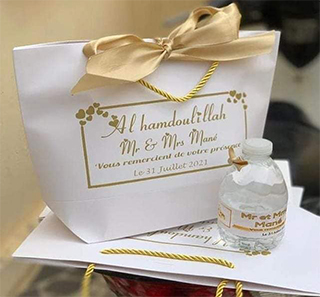 Al hamdoulillah
Mr & Mrs Mané
Vous remercient de votre présence
Le 31 Juillet 2021
Mr et Mme
Mané